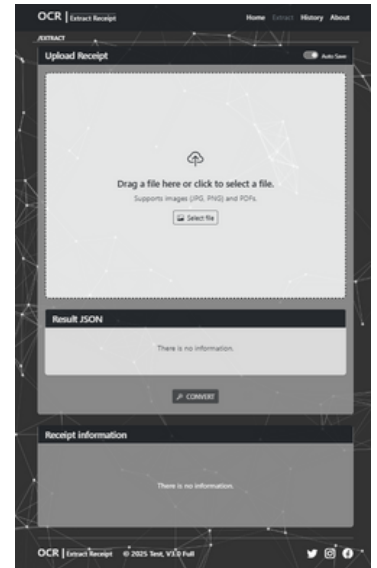 OCR | Extract Receipt
Home Extract History About
/EXTRACT
Upload Receipt
Auto Save
Drag a file here or click to select a file.
Supports images (JPG, PNG) and PDFs.
Select file
Result JSON
There is no information.
CONVERT
Receipt information
There is no information.
OCR | Extract Receipt © 2025 Test, V3.0 Full